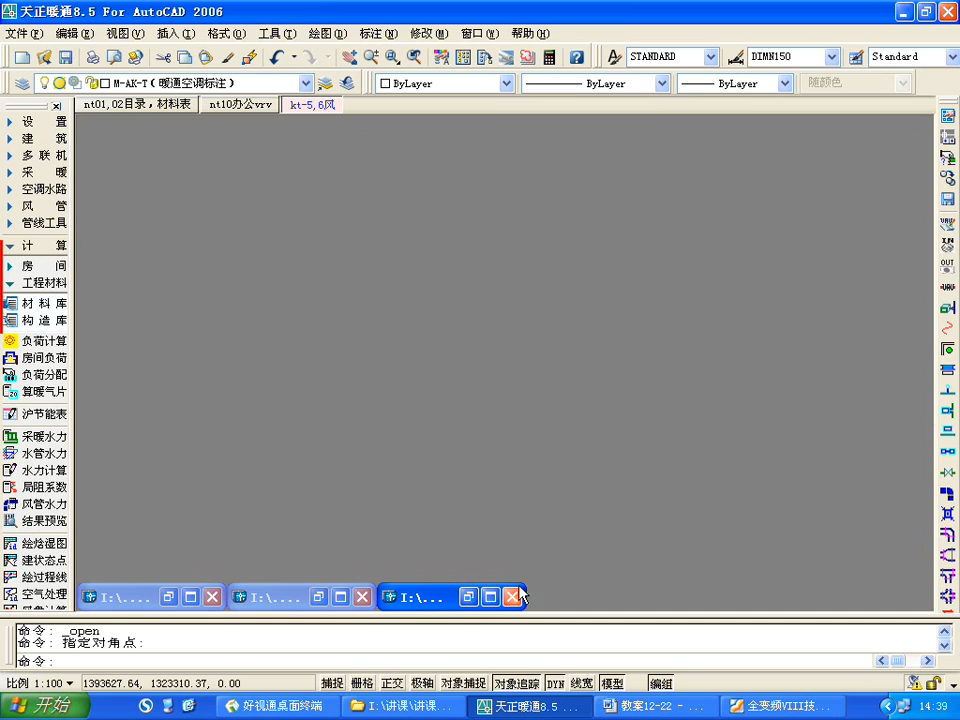 天正暖通8.5 For AutoCAD 2006
文件(F) 编辑(E) 视图(V) 插入(I) 格式(O) 工具(T) 绘图(D) 标注(N) 修改(M) 窗口(W) 帮助(H)
STANDARD DIMN150 Standard
M-AK-T(暖通空调标注) ByLayer ByLayer ByLayer 随颜色
nt01,02目录,材料表 nt10办公vrv kt-5,6风
设 置
建 筑
多 联 机
采 暖
空调水路
风 管
管线工具
计 算
房 间
工程材料
材 料 库
构 造 库
负荷计算
房间负荷
负荷分配
算暖气片
沪节能表
采暖水力
水管水力
水力计算
局阻系数
风管水力
结果预览
绘焓湿图
建状态点
绘过程线
空气处理
OUT
I:\.... I:\.... I:\...
命令: _open
命令: 指定对角点:
命令:
比例 1:100 1393627.64, 1323310.37, 0.00 捕捉 栅格 正交 极轴 对象捕捉 对象追踪 DYN 线宽 模型 编组
开始 好视通桌面终端 I:\讲课\讲课... 天正暖通8.5 ... 教案12-22 - ... 全变频VIII技... 14:39